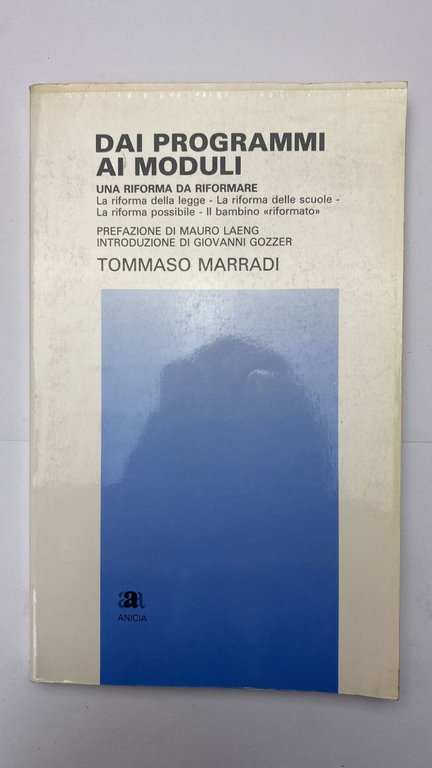 DAI PROGRAMMI
AI MODULI
UNA RIFORMA DA RIFORMARE
La riforma della legge - La riforma delle scuole -
La riforma possibile - Il bambino «riformato»
PREFAZIONE DI MAURO LAENG
INTRODUZIONE DI GIOVANNI GOZZER
TOMMASO MARRADI
aaa
ANICIA